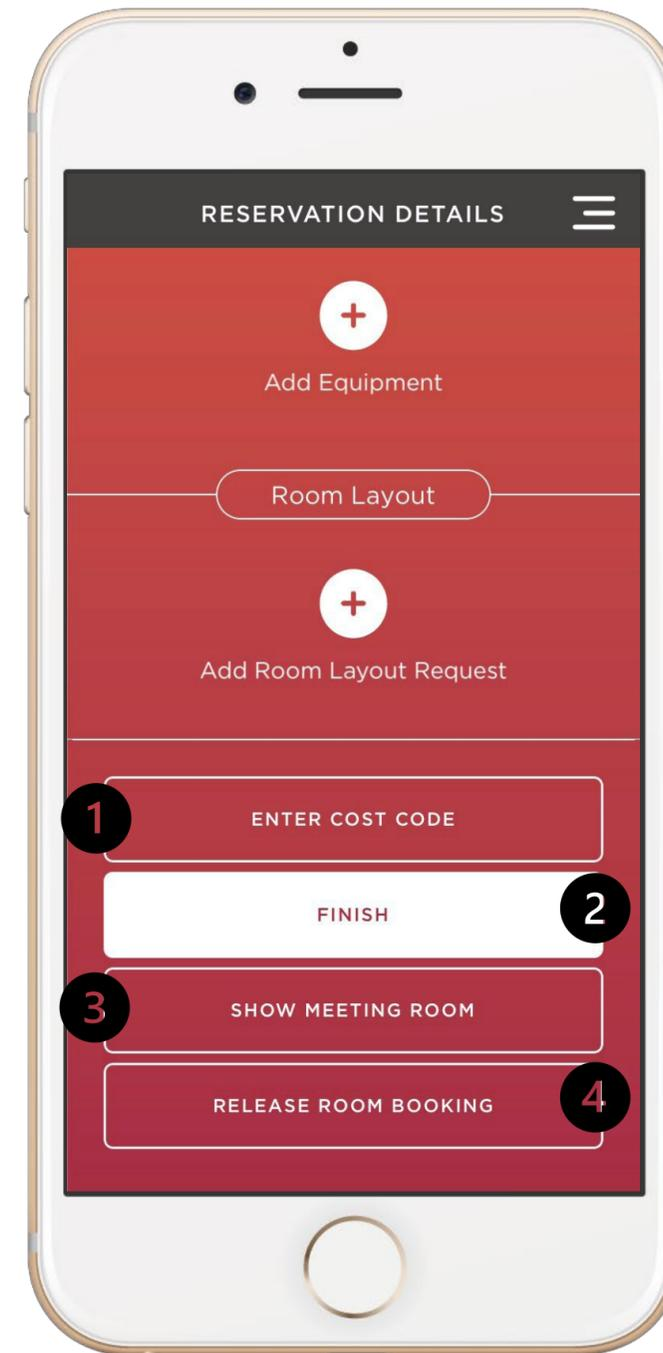 RESERVATION DETAILS
+
Add Equipment
Room Layout
+
Add Room Layout Request
1 ENTER COST CODE
FINISH 2
3 SHOW MEETING ROOM
RELEASE ROOM BOOKING 4